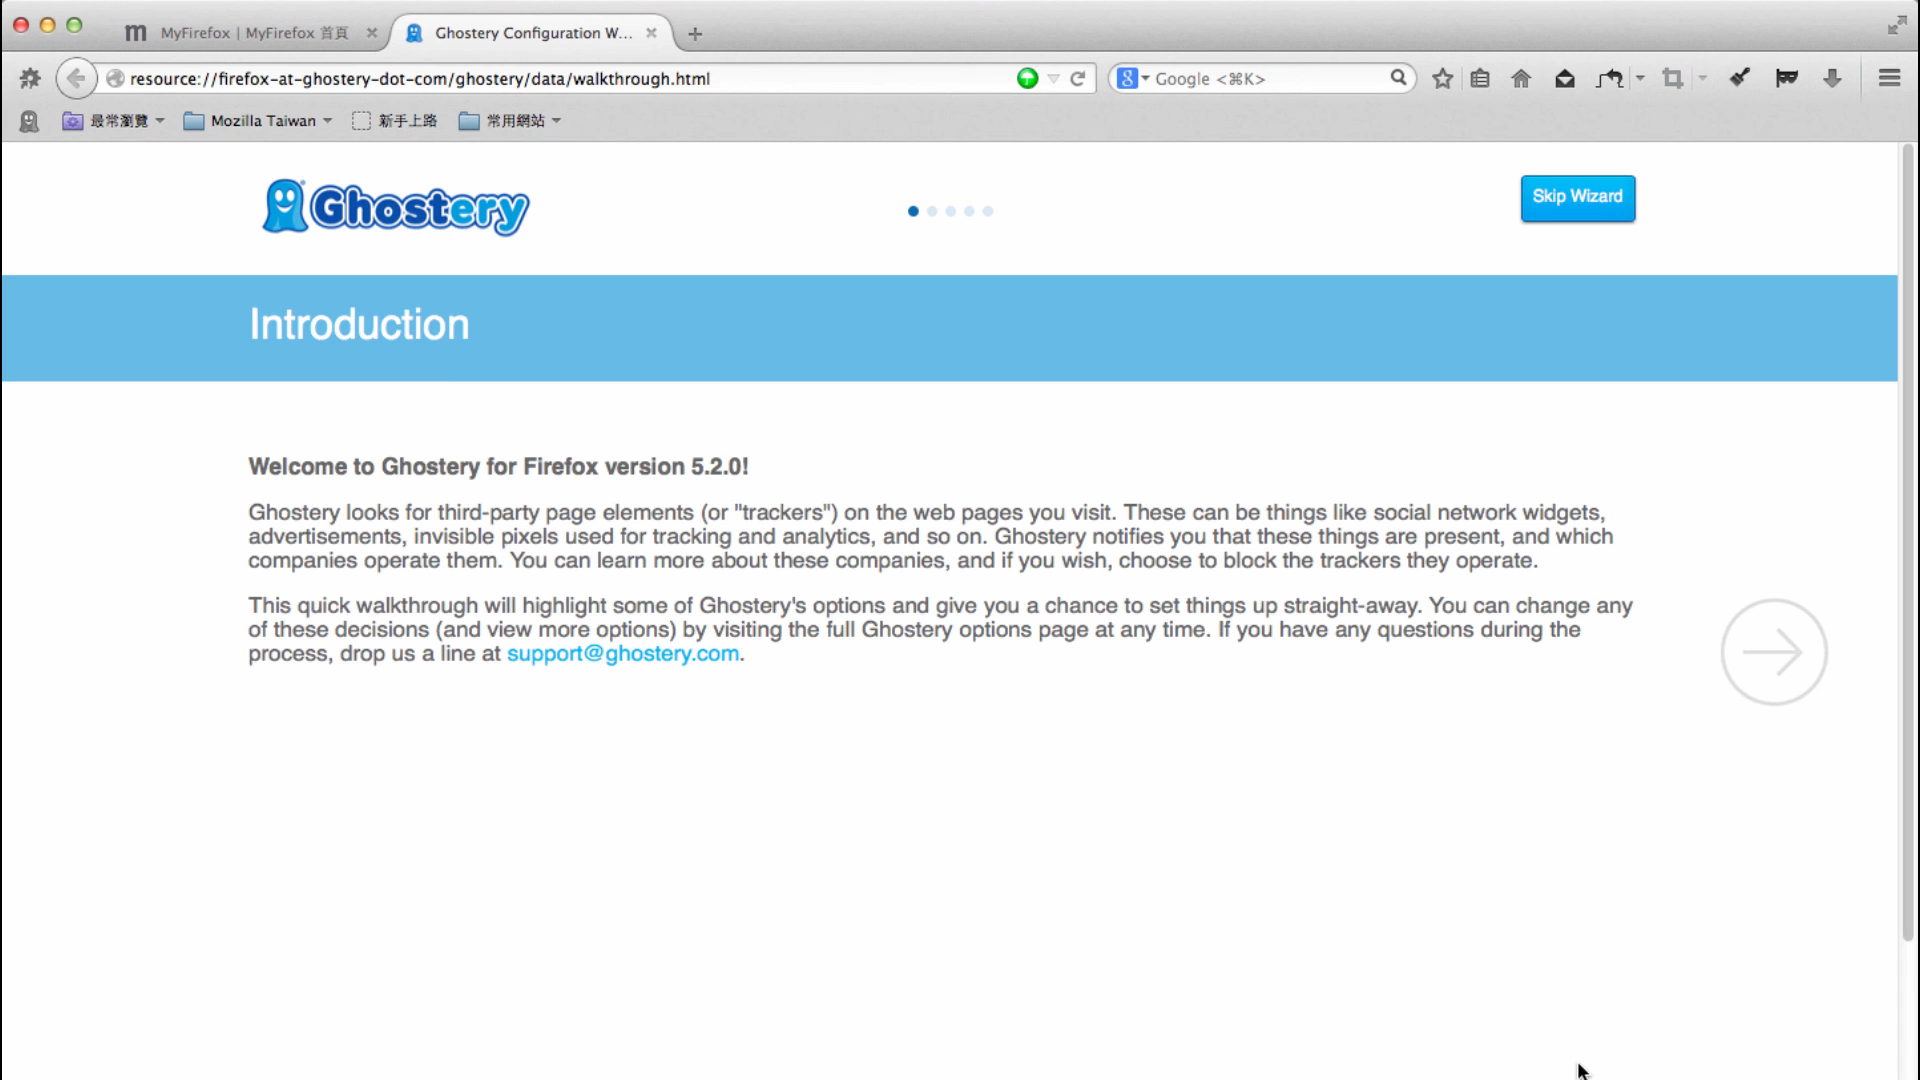 MyFirefox | MyFirefox 首頁
Ghostery Configuration W...
resource://firefox-at-ghostery-dot-com/ghostery/data/walkthrough.html
Google <⌘K>
最常瀏覽
Mozilla Taiwan
新手上路
常用網站
Ghostery
Skip Wizard
Introduction
Welcome to Ghostery for Firefox version 5.2.0!
Ghostery looks for third-party page elements (or "trackers") on the web pages you visit. These can be things like social network widgets,
advertisements, invisible pixels used for tracking and analytics, and so on. Ghostery notifies you that these things are present, and which
companies operate them. You can learn more about these companies, and if you wish, choose to block the trackers they operate.
This quick walkthrough will highlight some of Ghostery's options and give you a chance to set things up straight-away. You can change any
of these decisions (and view more options) by visiting the full Ghostery options page at any time. If you have any questions during the
process, drop us a line at support@ghostery.com.